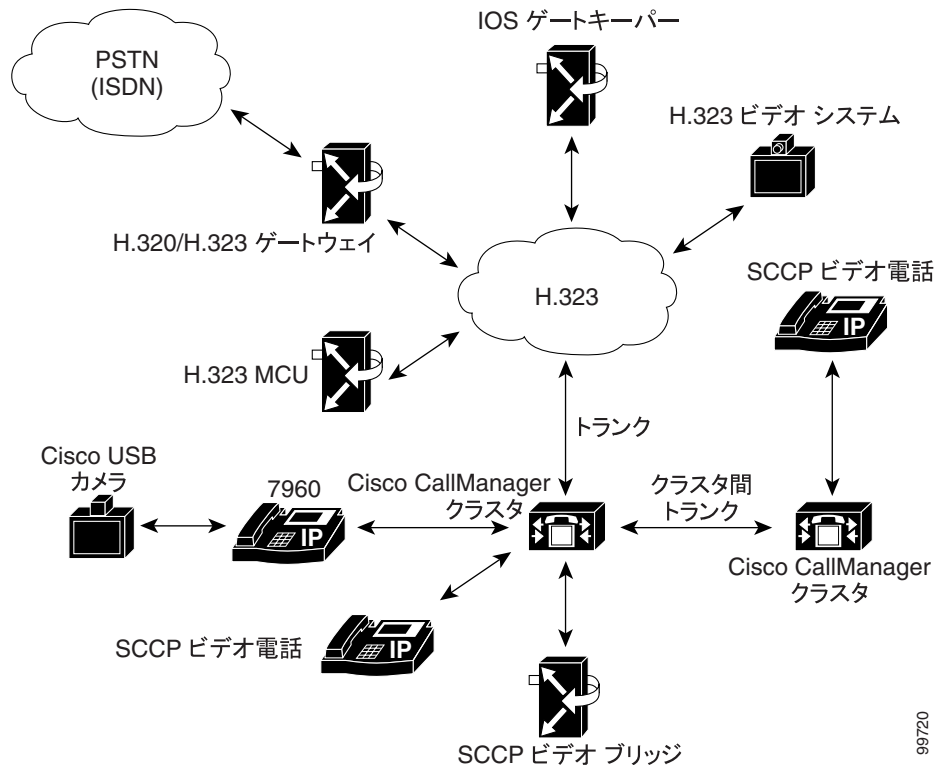 IOS ゲートキーパー
PSTN
(ISDN)
H.323 ビデオ システム
H.320/H.323 ゲートウェイ
SCCP ビデオ電話
IP
H.323
H.323 MCU
トランク
Cisco USB
カメラ
7960
IP
Cisco CallManager
クラスタ
クラスタ間
トランク
Cisco CallManager
クラスタ
SCCP ビデオ電話
IP
SCCP ビデオ ブリッジ
99720